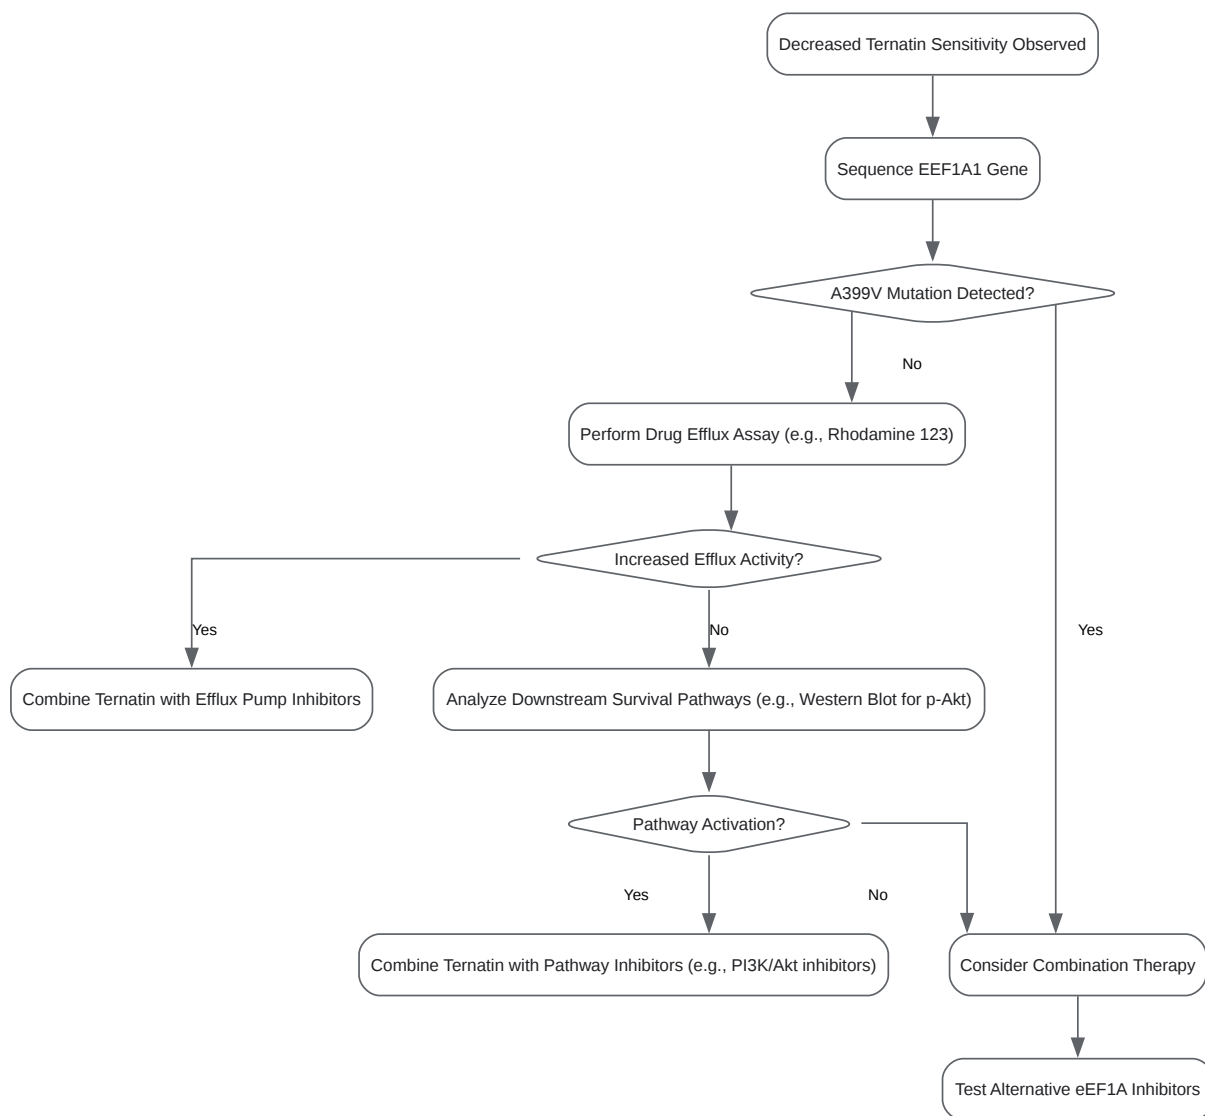 Decreased Ternatin Sensitivity Observed
Sequence EEF1A1 Gene
A399V Mutation Detected?
No
Perform Drug Efflux Assay (e.g., Rhodamine 123)
Increased Efflux Activity?
Yes
No
Yes
Combine Ternatin with Efflux Pump Inhibitors
Analyze Downstream Survival Pathways (e.g., Western Blot for p-Akt)
Pathway Activation?
Yes
No
Combine Ternatin with Pathway Inhibitors (e.g., PI3K/Akt inhibitors)
Consider Combination Therapy
Test Alternative eEF1A Inhibitors